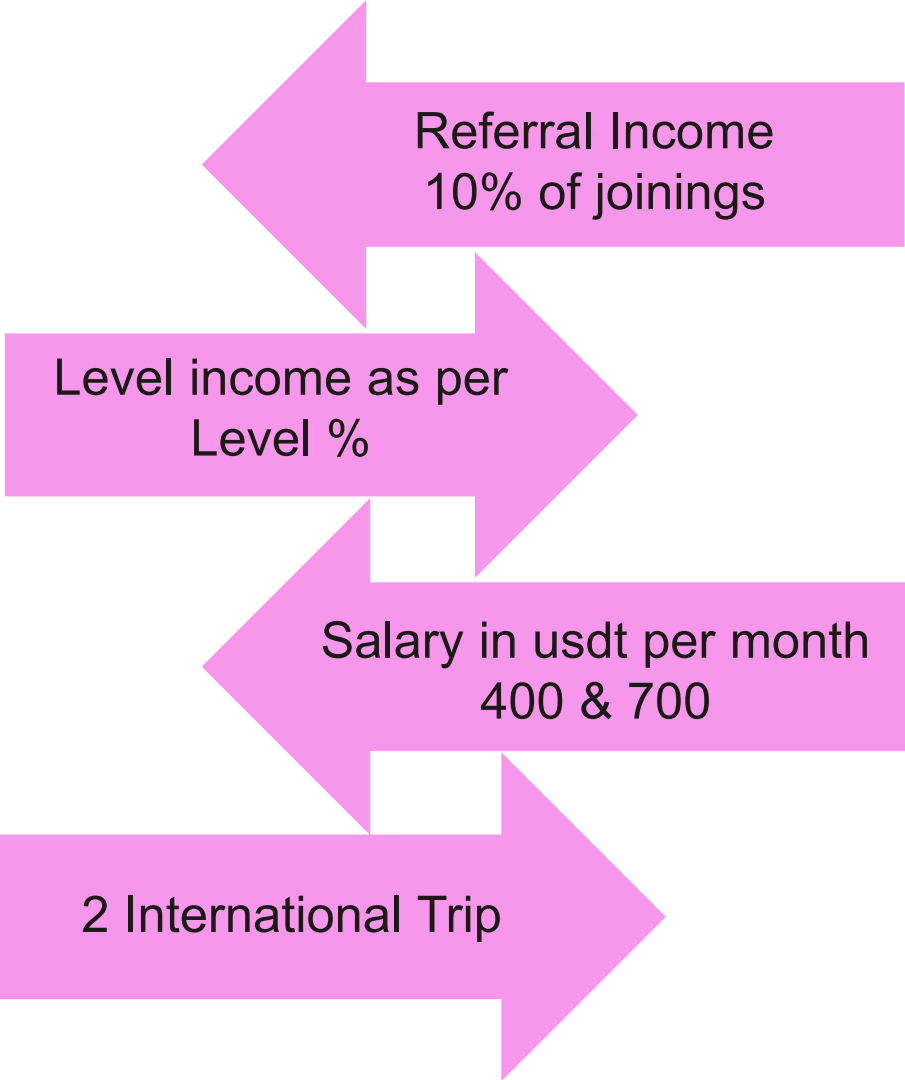 Referral Income
10% of joinings
Level income as per
Level %
Salary in usdt per month
400 & 700
2 International Trip